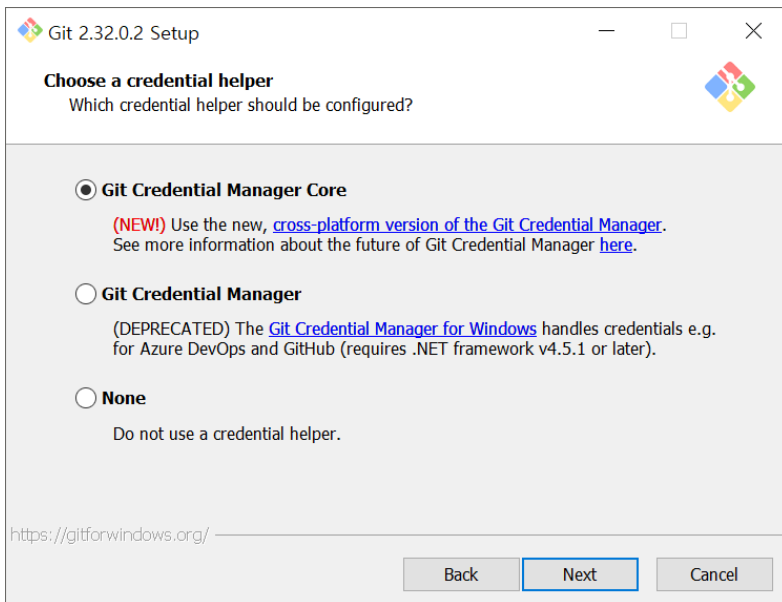 Git 2.32.0.2 Setup
Choose a credential helper
Which credential helper should be configured?
Git Credential Manager Core
(NEW!) Use the new, cross-platform version of the Git Credential Manager.
See more information about the future of Git Credential Manager here.
Git Credential Manager
(DEPRECATED) The Git Credential Manager for Windows handles credentials e.g.
for Azure DevOps and GitHub (requires .NET framework v4.5.1 or later).
None
Do not use a credential helper.
https://gitforwindows.org/
Back Next Cancel